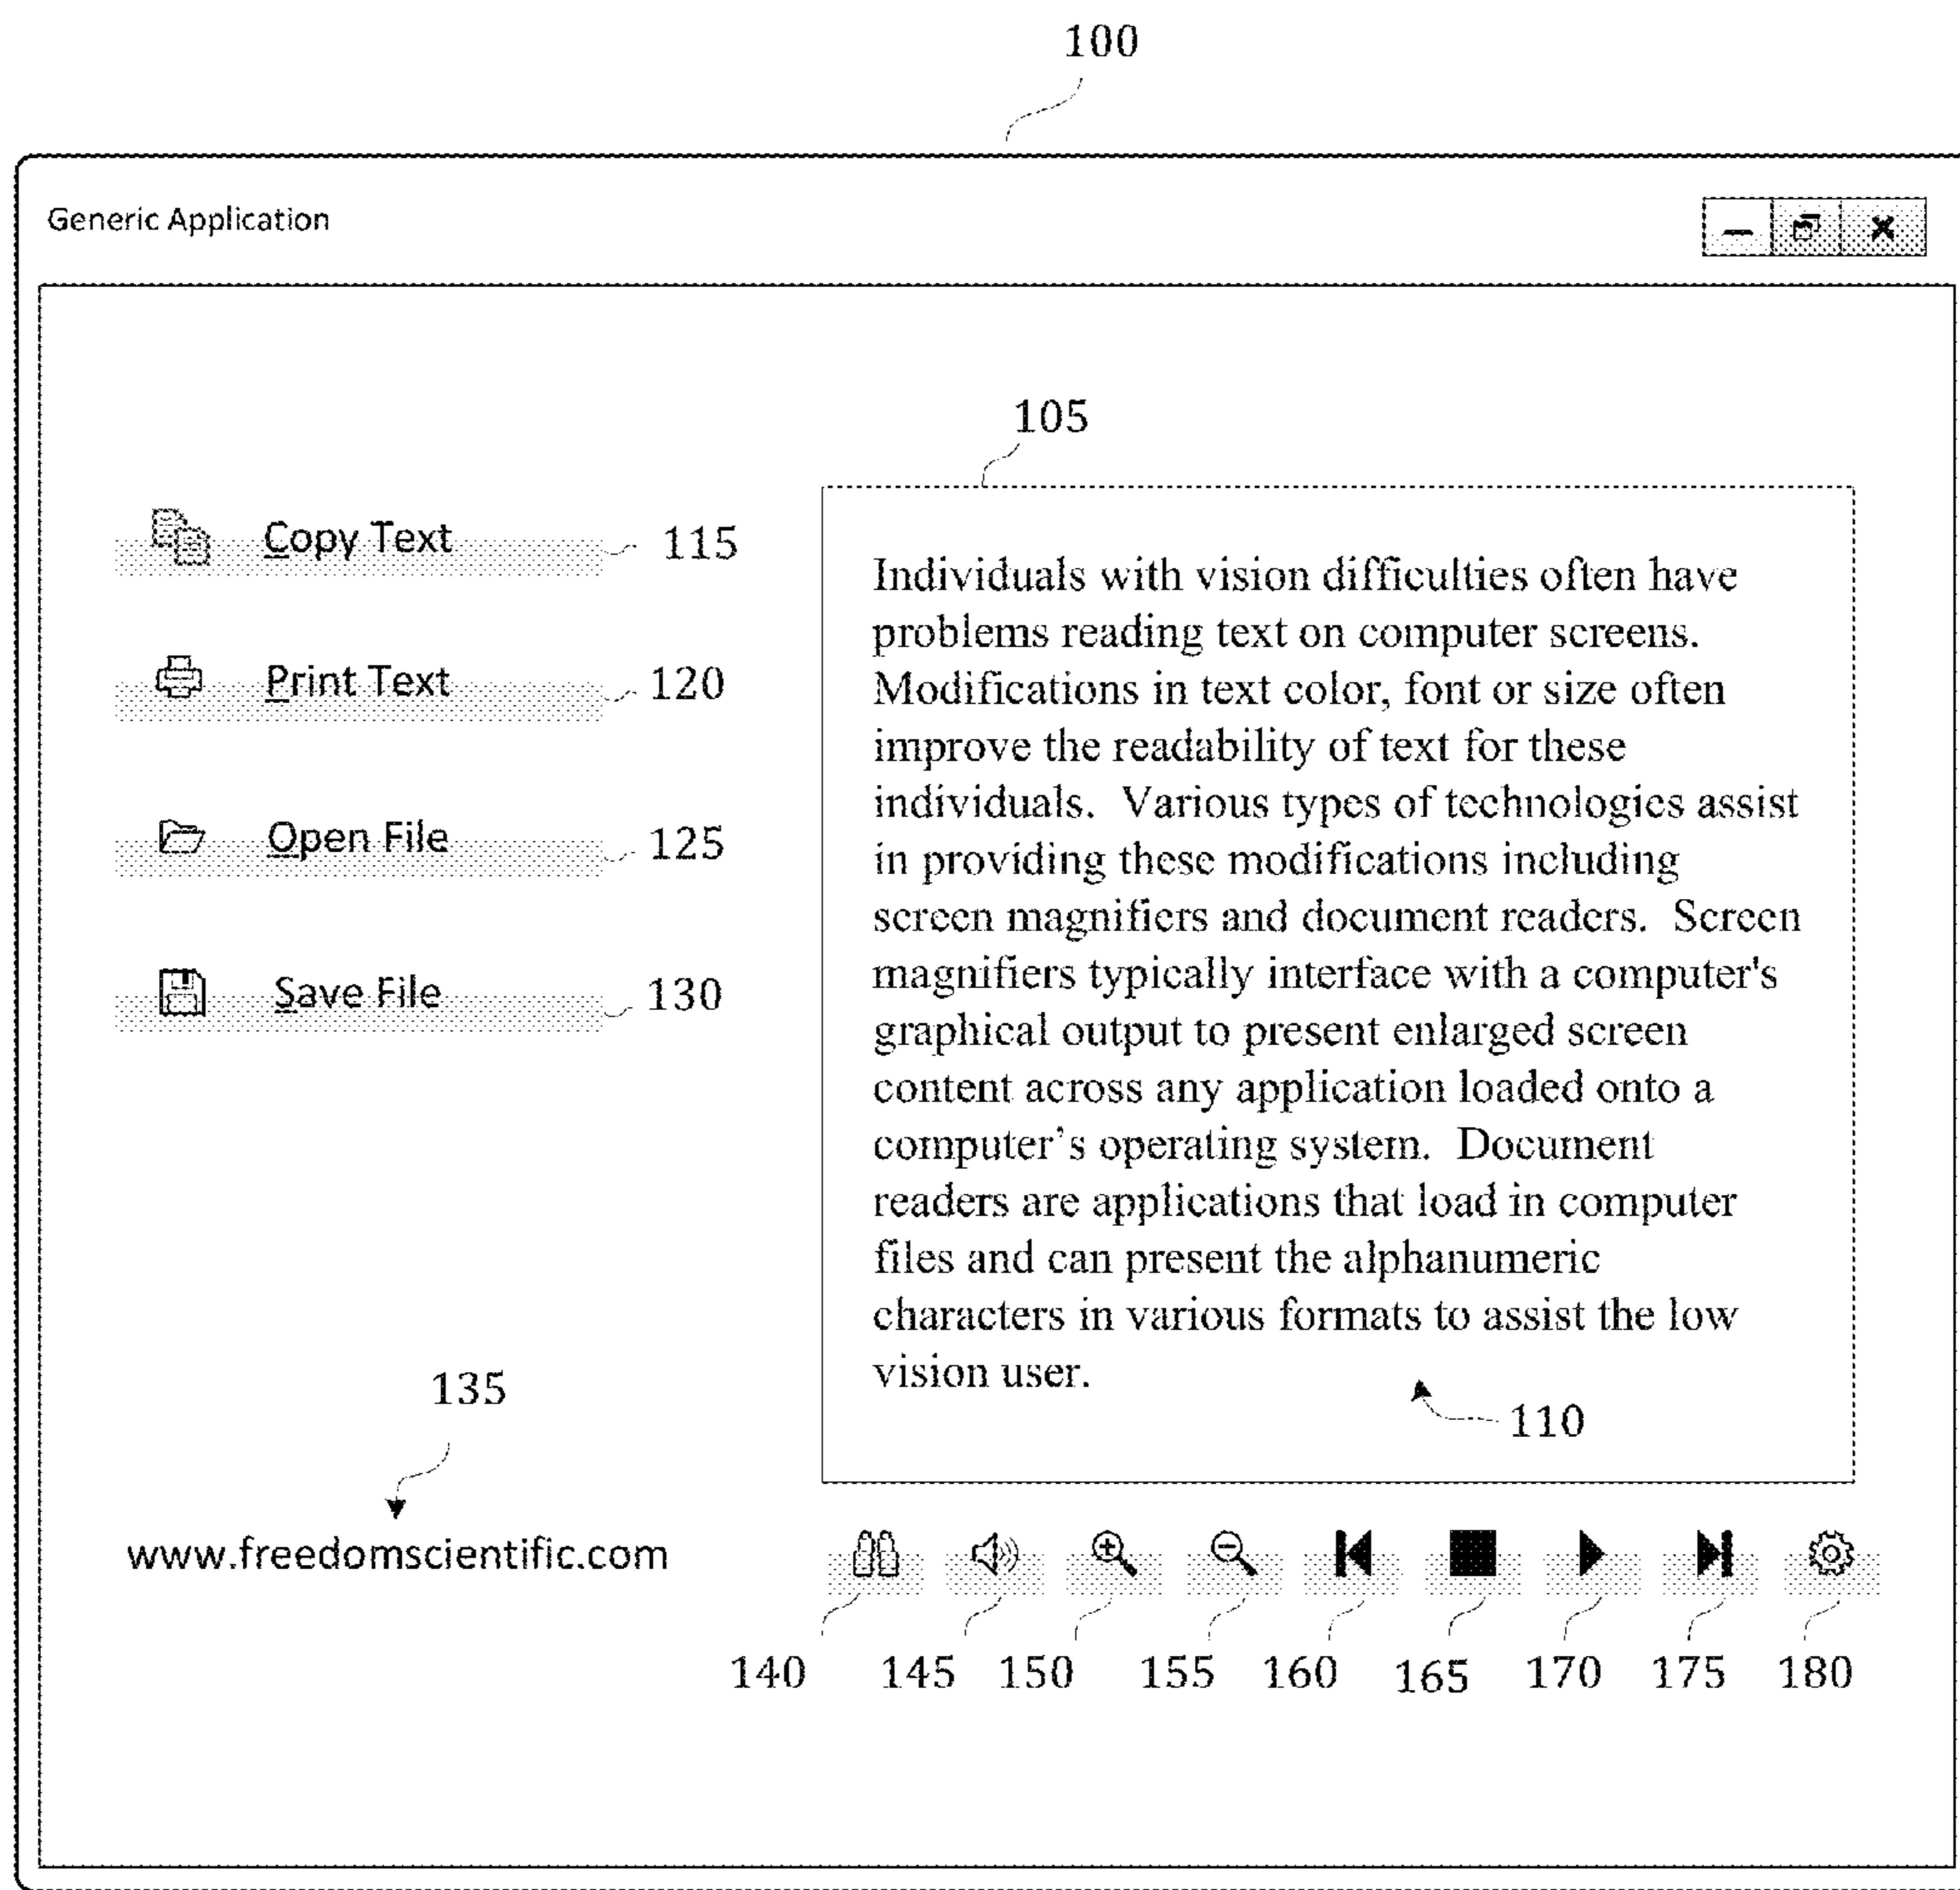 100
Generic Application
105
Copy Text 115
Print Text 120
Open File 125
Save File 130
Individuals with vision difficulties often have
problems reading text on computer screens.
Modifications in text color, font or size often
improve the readability of text for these
individuals.  Various types of technologies assist
in providing these modifications including
screen magnifiers and document readers.  Screen
magnifiers typically interface with a computer's
graphical output to present enlarged screen
content across any application loaded onto a
computer’s operating system.  Document
readers are applications that load in computer
files and can present the alphanumeric
characters in various formats to assist the low
vision user.
110
135
www.freedomscientific.com
140 145 150 155 160 165 170 175 180